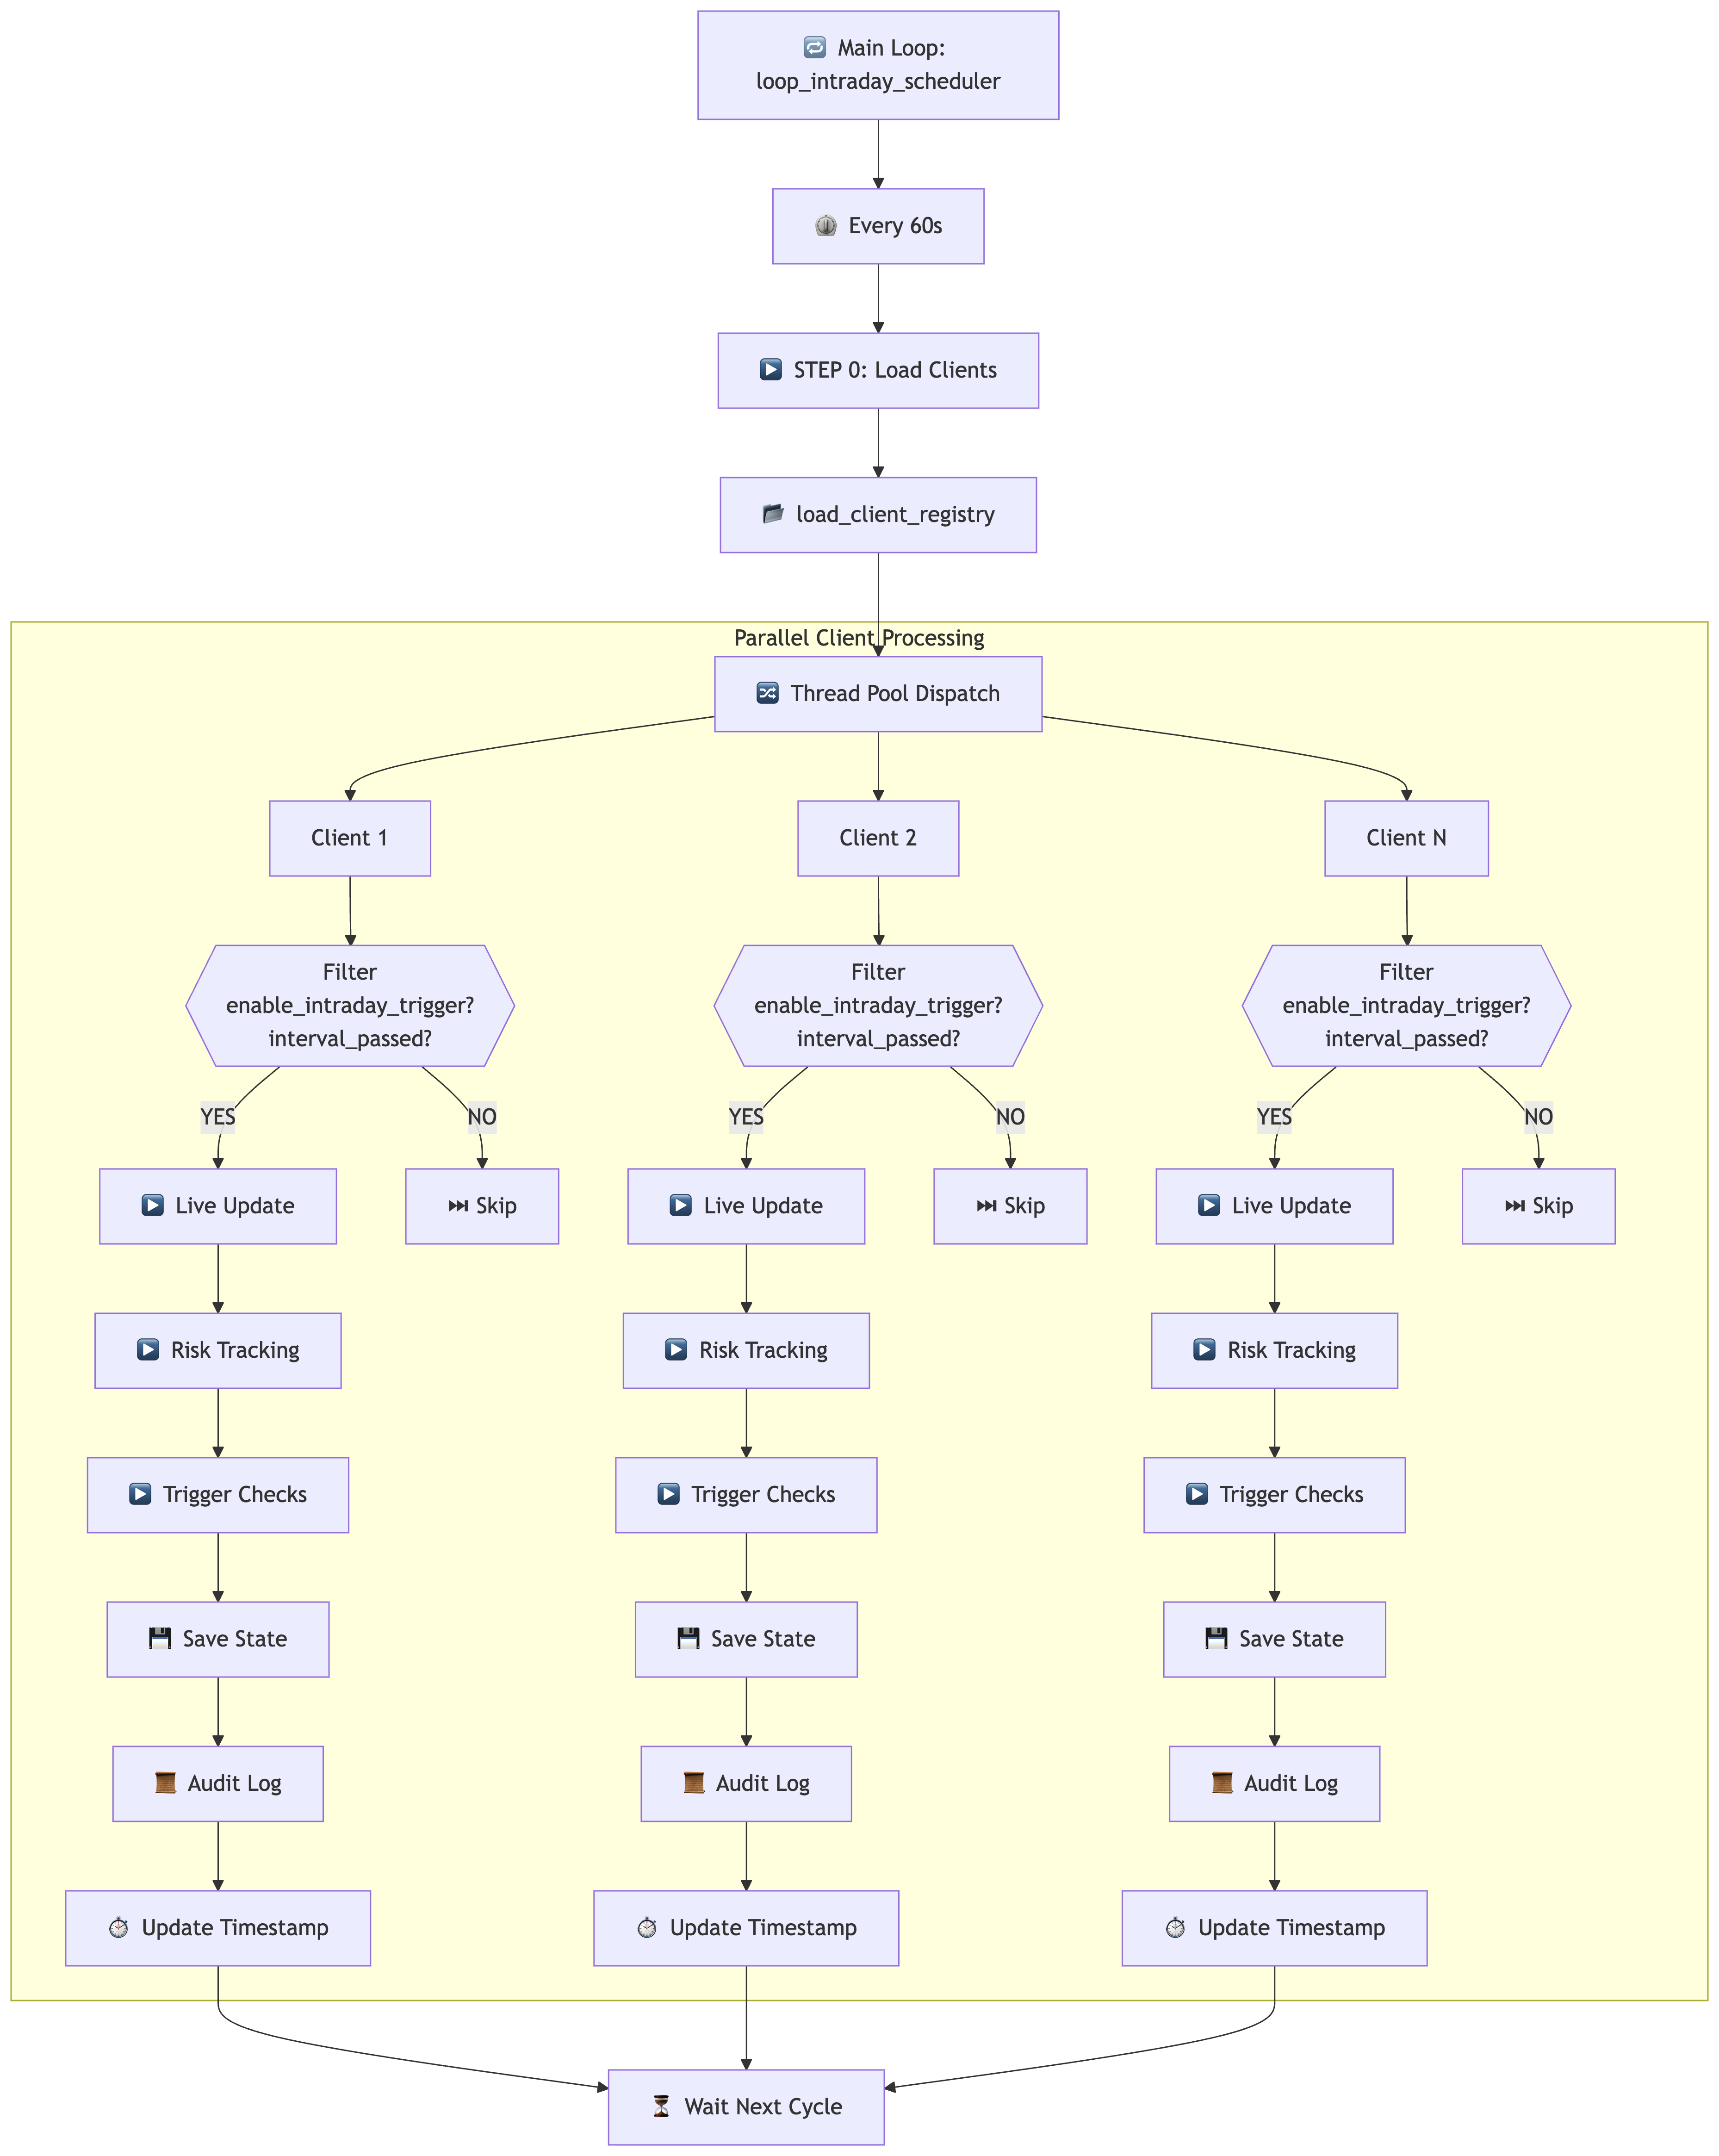 🔁 Main Loop:
loop_intraday_scheduler
⏲ Every 60s
▶ STEP 0: Load Clients
📂 load_client_registry
Parallel Client Processing
🔀 Thread Pool Dispatch
Client 1
Client 2
Client N
Filter
enable_intraday_trigger?
interval_passed?
Filter
enable_intraday_trigger?
interval_passed?
Filter
enable_intraday_trigger?
interval_passed?
YES
NO
YES
NO
YES
NO
▶ Live Update
⏭ Skip
▶ Live Update
⏭ Skip
▶ Live Update
⏭ Skip
▶ Risk Tracking
▶ Risk Tracking
▶ Risk Tracking
▶ Trigger Checks
▶ Trigger Checks
▶ Trigger Checks
💾 Save State
💾 Save State
💾 Save State
📜 Audit Log
📜 Audit Log
📜 Audit Log
⏱ Update Timestamp
⏱ Update Timestamp
⏱ Update Timestamp
⏳ Wait Next Cycle